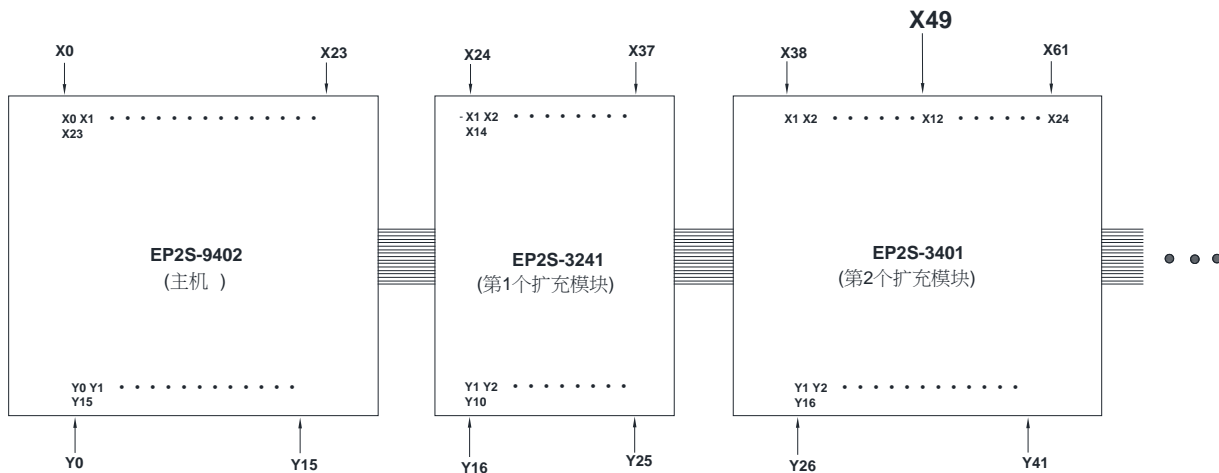 X49
X0
X23
X24
X37
X38
X61
X0 X1
X23
- X1 X2
X14
X1 X2
X12
X24
EP2S-9402
(主机 )
EP2S-3241
(第1个扩充模块)
EP2S-3401
(第2个扩充模块)
Y0 Y1
Y15
Y1 Y2
Y10
Y1 Y2
Y16
Y0
Y15
Y16
Y25
Y26
Y41